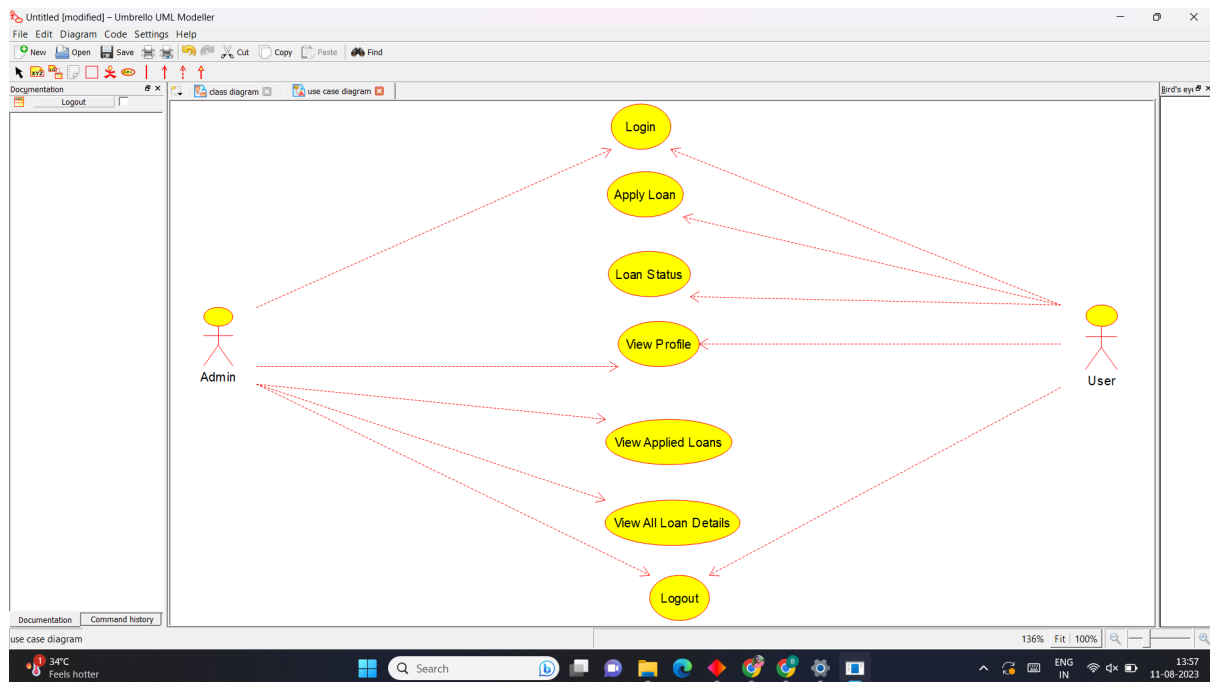 Untitled [modified] – Umbrello UML Modeller
File Edit Diagram Code Settings Help
New Open Save Cut Copy Paste Find
Documentation
class diagram use case diagram
Bird's eye
Logout
Login
Apply Loan
Loan Status
View Profile
Admin
User
View Applied Loans
View All Loan Details
Logout
Documentation Command history
use case diagram
136% Fit 100%
1
34°C
Feels hotter
Search
ENG
IN
13:57
11-08-2023